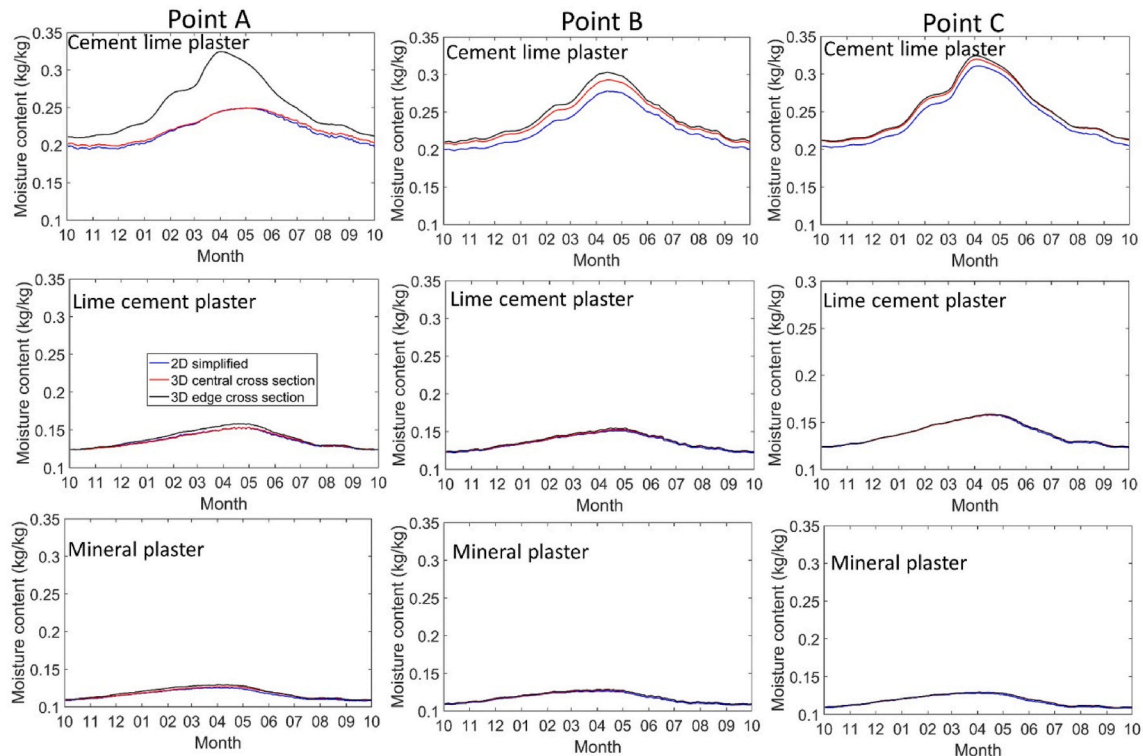 Point A
Point B
Point C
Cement lime plaster
Moisture content (kg/kg)
0.35
0.3
0.25
0.2
0.15
0.1
10 11 12 01 02 03 04 05 06 07 08 09 10
Month
Cement lime plaster
Moisture content (kg/kg)
0.35
0.3
0.25
0.2
0.15
0.1
10 11 12 01 02 03 04 05 06 07 08 09 10
Month
Cement lime plaster
Moisture content (kg/kg)
0.35
0.3
0.25
0.2
0.15
0.1
10 11 12 01 02 03 04 05 06 07 08 09 10
Month
Lime cement plaster
Moisture content (kg/kg)
0.35
0.3
0.25
0.2
0.15
0.1
2D simplified
3D central cross section
3D edge cross section
10 11 12 01 02 03 04 05 06 07 08 09 10
Month
Lime cement plaster
Moisture content (kg/kg)
0.35
0.3
0.25
0.2
0.15
0.1
10 11 12 01 02 03 04 05 06 07 08 09 10
Month
Lime cement plaster
Moisture content (kg/kg)
0.3
0.25
0.2
0.15
0.1
10 11 12 01 02 03 04 05 06 07 08 09 10
Month
Mineral plaster
Moisture content (kg/kg)
0.35
0.3
0.25
0.2
0.15
0.1
10 11 12 01 02 03 04 05 06 07 08 09 10
Month
Mineral plaster
Moisture content (kg/kg)
0.35
0.3
0.25
0.2
0.15
0.1
10 11 12 01 02 03 04 05 06 07 08 09 10
Month
Mineral plaster
Moisture content (kg/kg)
0.35
0.3
0.25
0.2
0.15
0.1
10 11 12 01 02 03 04 05 06 07 08 09 10
Month